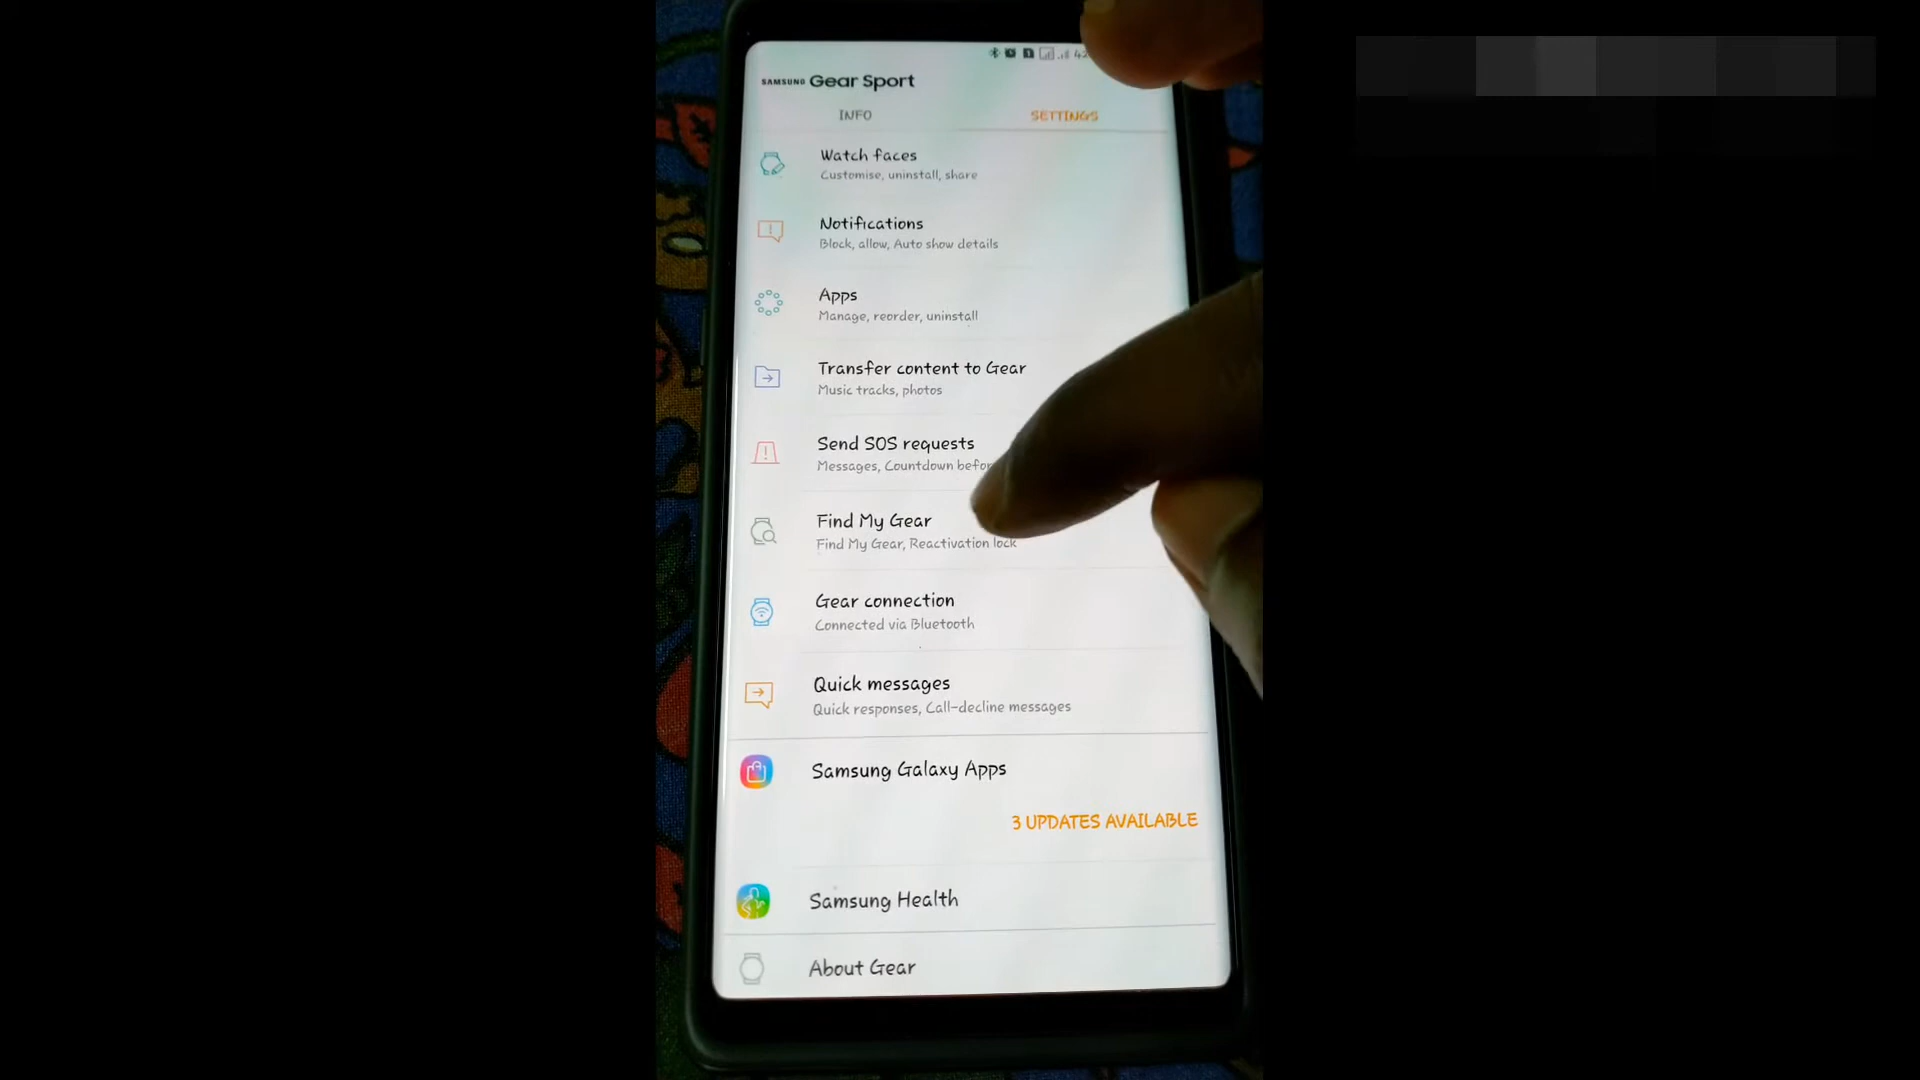 SAMSUNG Gear Sport
INFO
SETTINGS
Watch faces
Customise, uninstall, share
Notifications
Block, allow, Auto show details
Apps
Manage, reorder, uninstall
Transfer content to Gear
Music tracks, photos
Send SOS requests
Messages, Countdown
Find My Gear
Find My Gear, Reactivation lock
Gear connection
Connected via Bluetooth
Quick messages
Quick responses, Call-decline messages
Samsung Galaxy Apps
3 UPDATES AVAILABLE
Samsung Health
About Gear